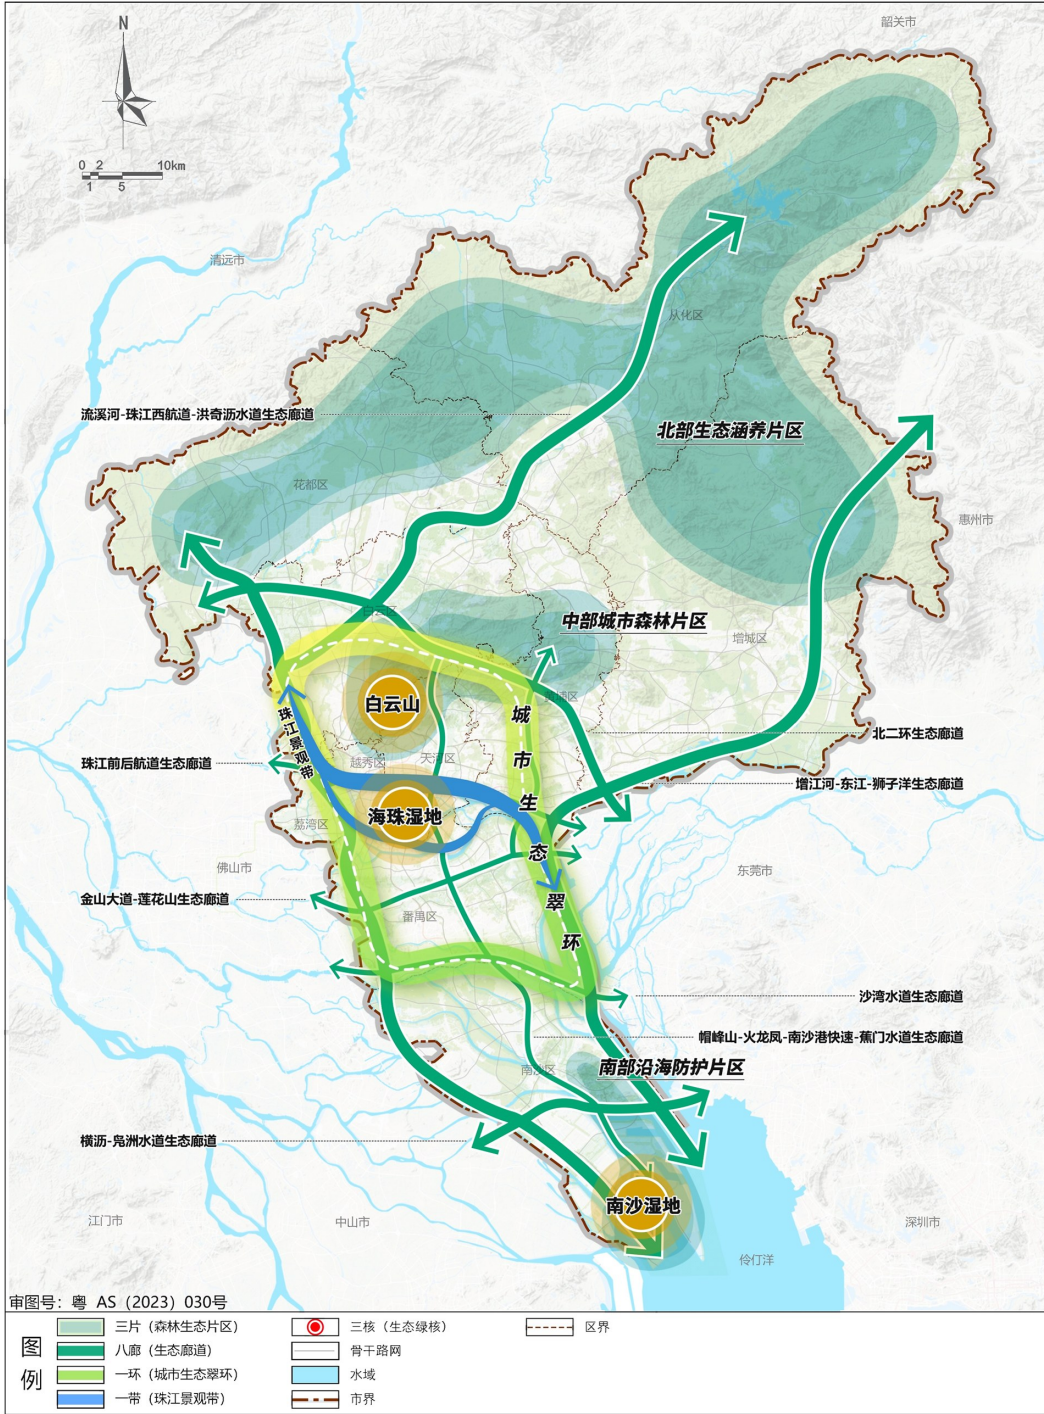 韶关市
N
0 2 10km
1 5
清远市
从化区
流溪河-珠江西航道-洪奇沥水道生态廊道
北部生态涵养片区
花都区
惠州市
白云区
中部城市森林片区
增城区
黄埔区
白云山
城市生态翠环
珠江景观带
北二环生态廊道
越秀区
天河区
珠江前后航道生态廊道
增江河-东江-狮子洋生态廊道
海珠湿地
荔湾区
佛山市
东莞市
金山大道-莲花山生态廊道
番禺区
沙湾水道生态廊道
帽峰山-火龙凤-南沙港快速-蕉门水道生态廊道
南沙区
南部沿海防护片区
横沥-凫洲水道生态廊道
南沙湿地
江门市
中山市
深圳市
伶仃洋
审图号：粤 AS（2023）030号
图例
三片（森林生态片区）
三核（生态绿核）
区界
八廊（生态廊道）
骨干路网
一环（城市生态翠环）
水域
一带（珠江景观带）
市界